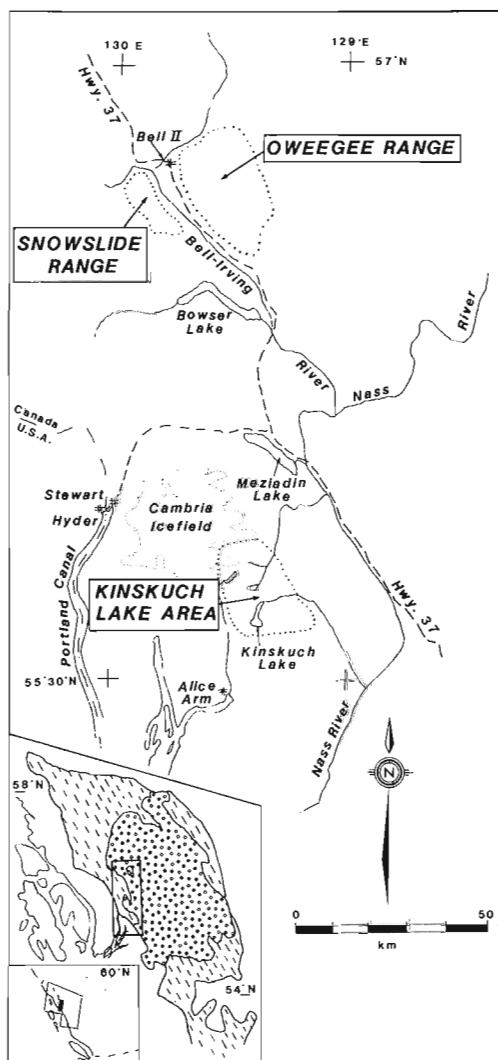 130 E
129°E
57°N
Hwy. 37
Bell II
OWEEGEE RANGE
SNOWSLIDE
RANGE
Bell-Irving
Bowser
Lake
River
Nass
River
Canada
U.S.A.
Meziadin
Lake
Stewart
Hyder
Cambria
Icefield
Portland Canal
KINSKUCH
LAKE AREA
Hwy. 37
Kinskuch
Lake
55°30'N
Alice
Arm
Nass River
N
58°N
0
50
km
60°N
54°N